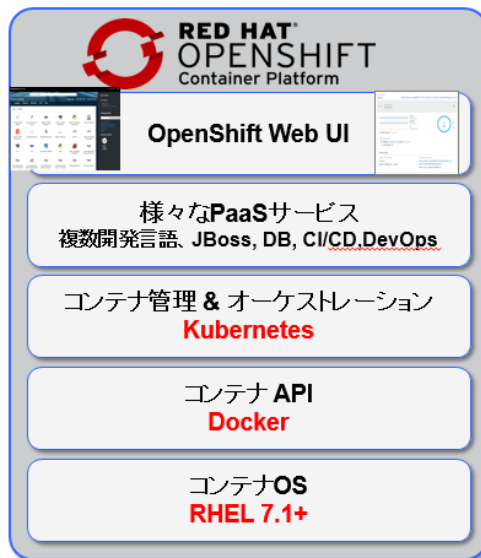 RED HAT®
OPENSHIFT
Container Platform
OpenShift Web UI
様々なPaaSサービス
複数開発言語、JBoss, DB, CI/CD,DevOps
コンテナ管理 & オーケストレーション
Kubernetes
コンテナ API
Docker
コンテナOS
RHEL 7.1+